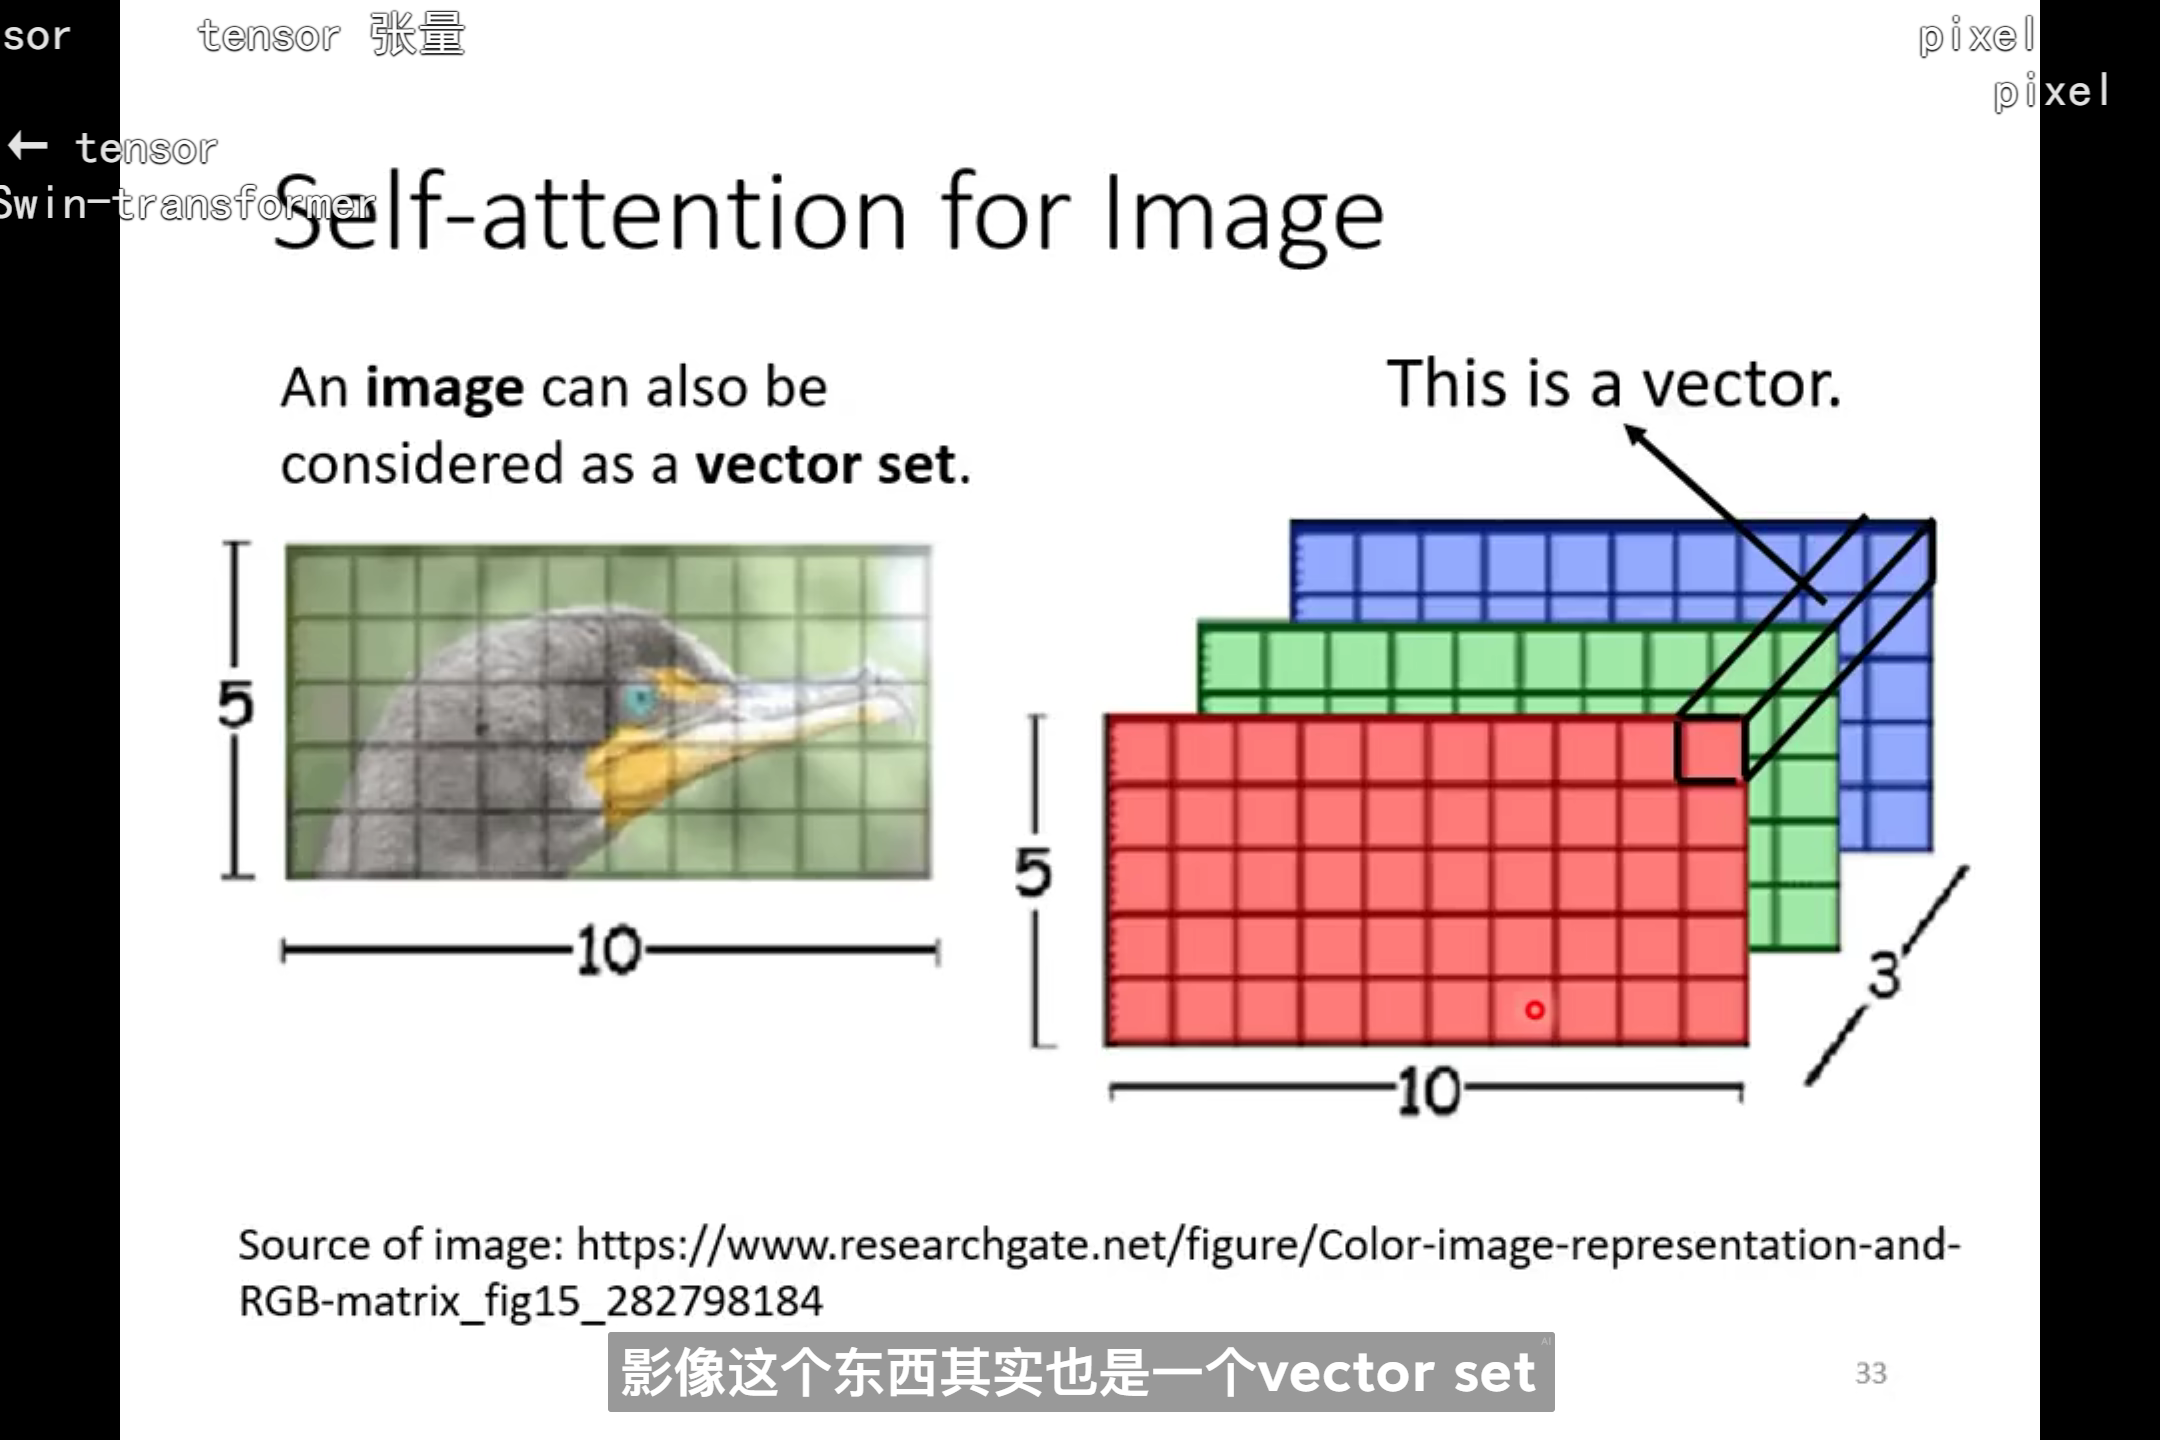 sor
tensor 张量
pixel
pixel
← tensor
Swin-transformer
Self-attention for Image
An image can also be
considered as a vector set.
This is a vector.
5
10
5
10
3
Source of image: https://www.researchgate.net/figure/Color-image-representation-and-
RGB-matrix_fig15_282798184
AI
影像这个东西其实也是一个vector set
33